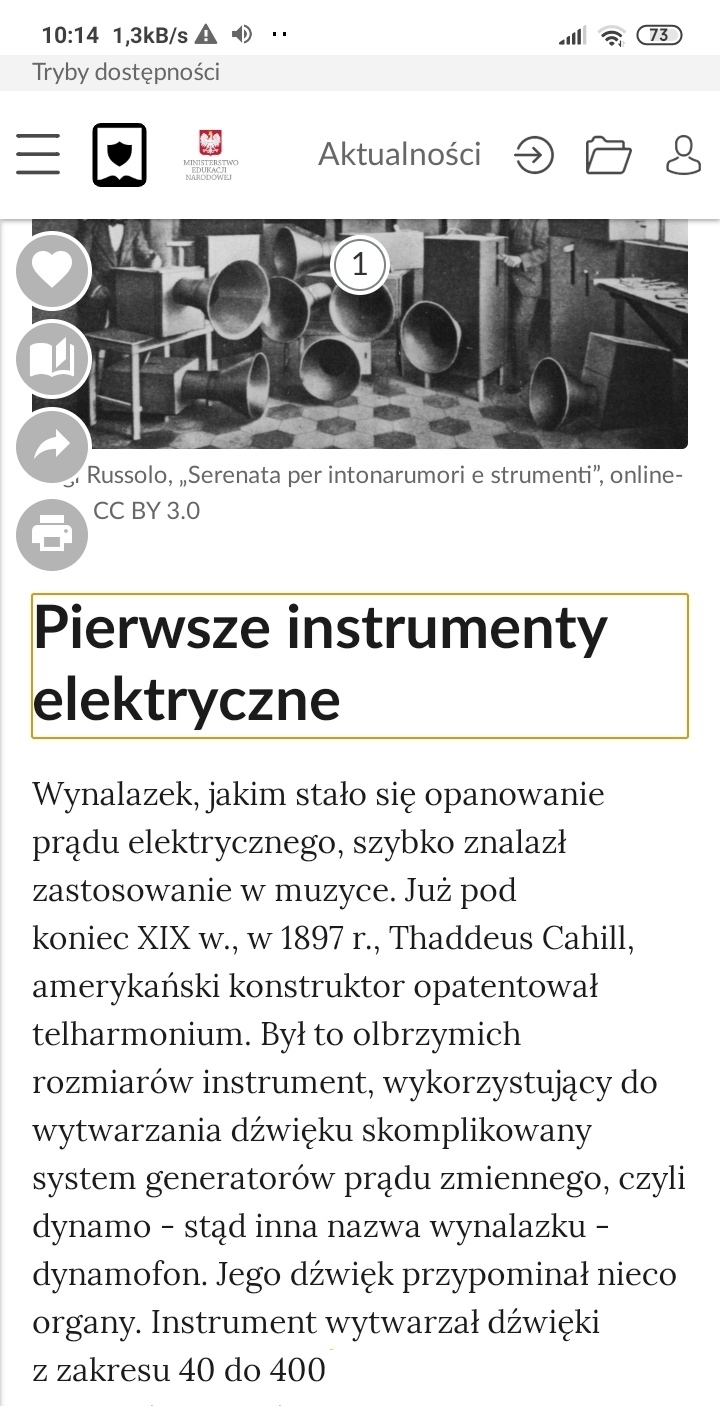 10:14 1,3kB/s
73
Tryby dostępności
MINISTERSTWO
EDUKACJI
NARODOWEJ
Aktualności
1
Russolo, „Serenata per intonarumori e strumenti”, online-
CC BY 3.0
Pierwsze instrumenty
elektryczne
Wynalazek, jakim stało się opanowanie
prądu elektrycznego, szybko znalazł
zastosowanie w muzyce. Już pod
koniec XIX w., w 1897 r., Thaddeus Cahill,
amerykański konstruktor opatentował
telharmonium. Był to olbrzymich
rozmiarów instrument, wykorzystujący do
wytwarzania dźwięku skomplikowany
system generatorów prądu zmiennego, czyli
dynamo - stąd inna nazwa wynalazku -
dynamofon. Jego dźwięk przypominał nieco
organy. Instrument wytwarzał dźwięki
z zakresu 40 do 400